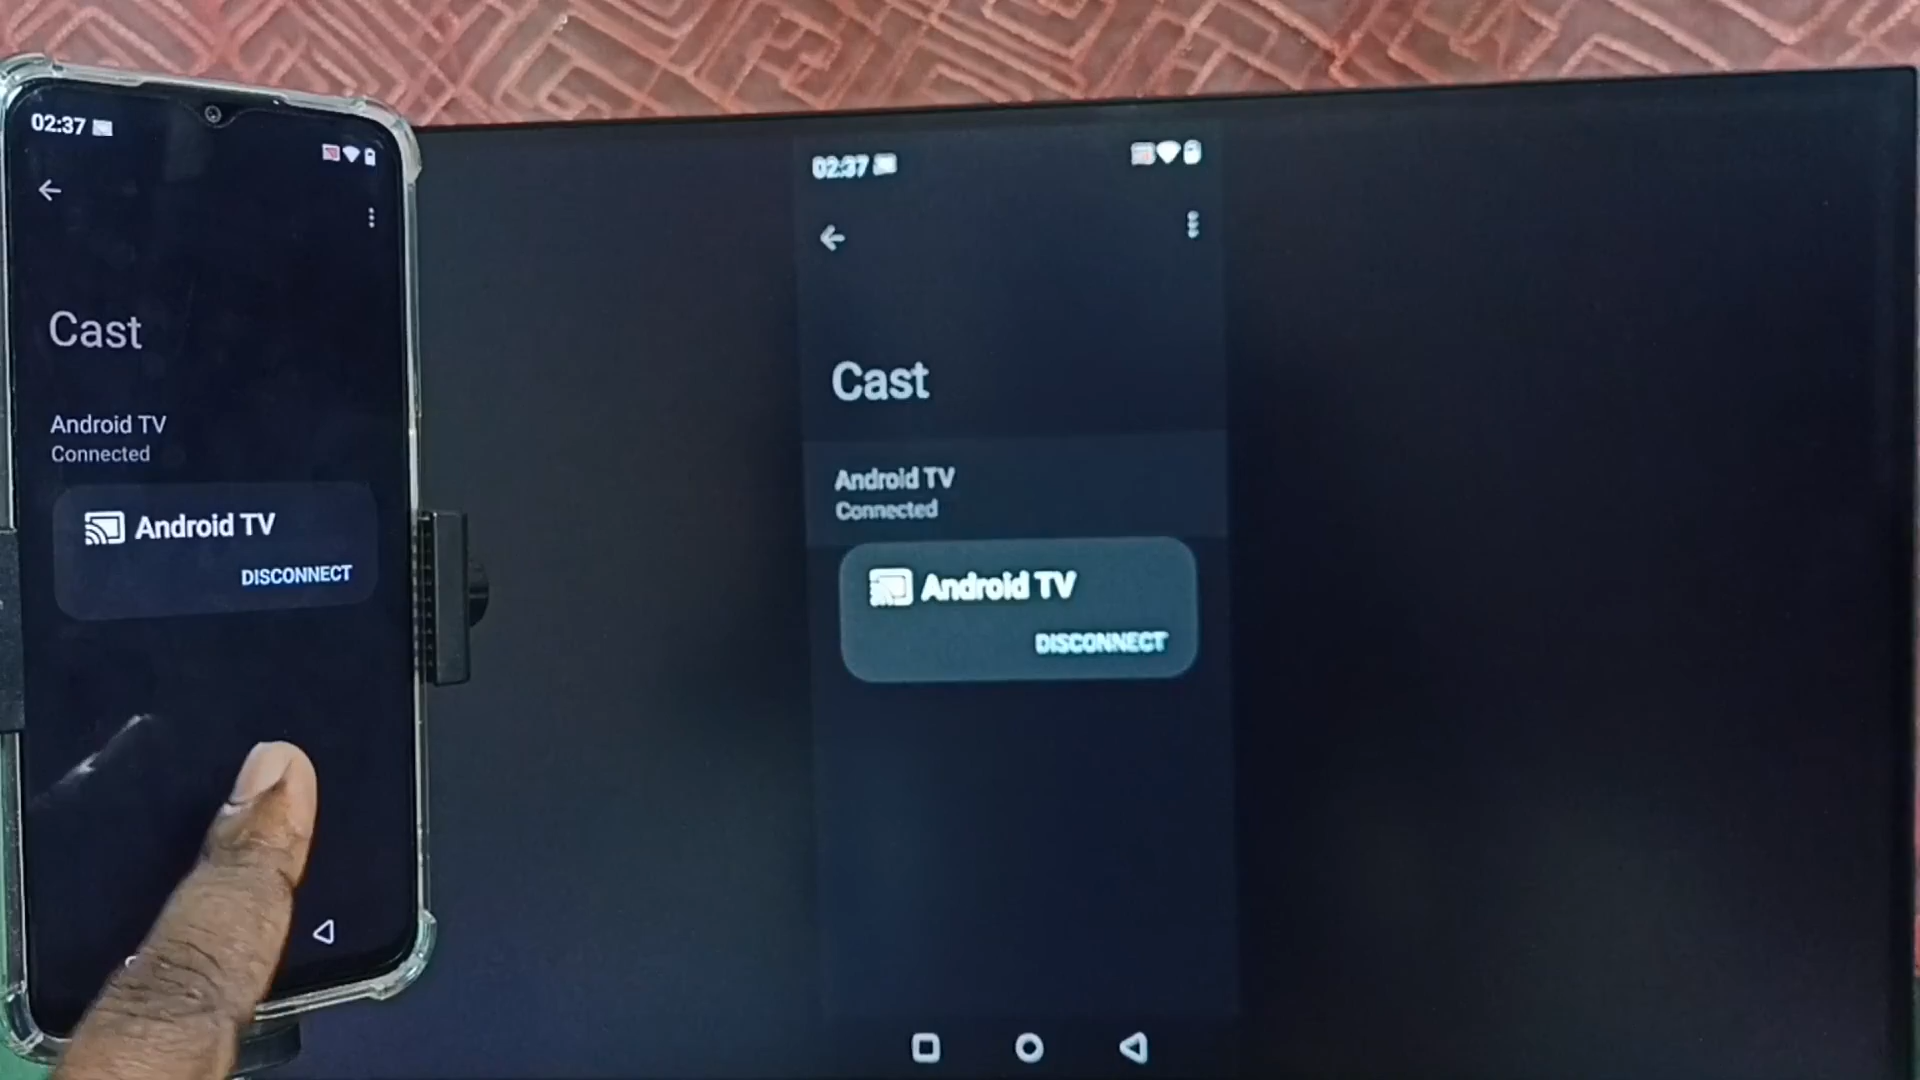 02:37
Cast
Android TV
Connected
Android TV
DISCONNECT
02:37
Cast
Android TV
Connected
Android TV
DISCONNECT